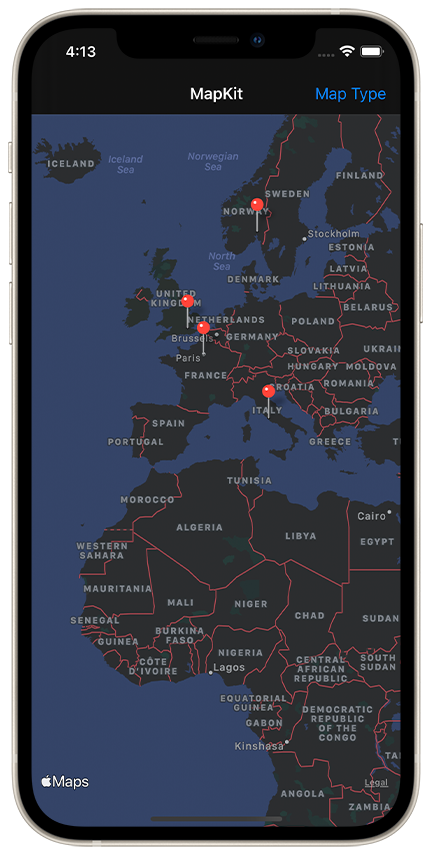 4:13
MapKit
Map Type
ICELAND
Iceland
Sea
Norwegian
Sea
FINLAND
SWEDEN
NORWAY
Stockholm
ESTONIA
North
Sea
LATVIA
DENMARK
LITHUANIA
UNITED
KINGDOM
BELARUS
NETHERLANDS
POLAND
Brussels
GERMANY
UKRAIN
Paris
SLOVAKIA
HUNGARY
MOLDOVA
FRANCE
CROATIA
ROMANIA
ITALY
BULGARIA
SPAIN
PORTUGAL
GREECE
TUNISIA
MOROCCO
Cairo
ALGERIA
LIBYA
EGYPT
WESTERN
SAHARA
MAURITANIA
MALI
NIGER
CHAD
SUDAN
SENEGAL
GUINEA
BURKINA
FASO
NIGERIA
CÔTE
D'IVOIRE
Lagos
CENTRAL
AFRICAN
REPUBLIC
SOUTH
SUDAN
EQUATORIAL
GUINEA
GABON
DEMOCRATIC
REPUBLIC
OF THE
CONGO
Kinshasa
TA
Maps
Legal
ANGOLA
ZAMBIA